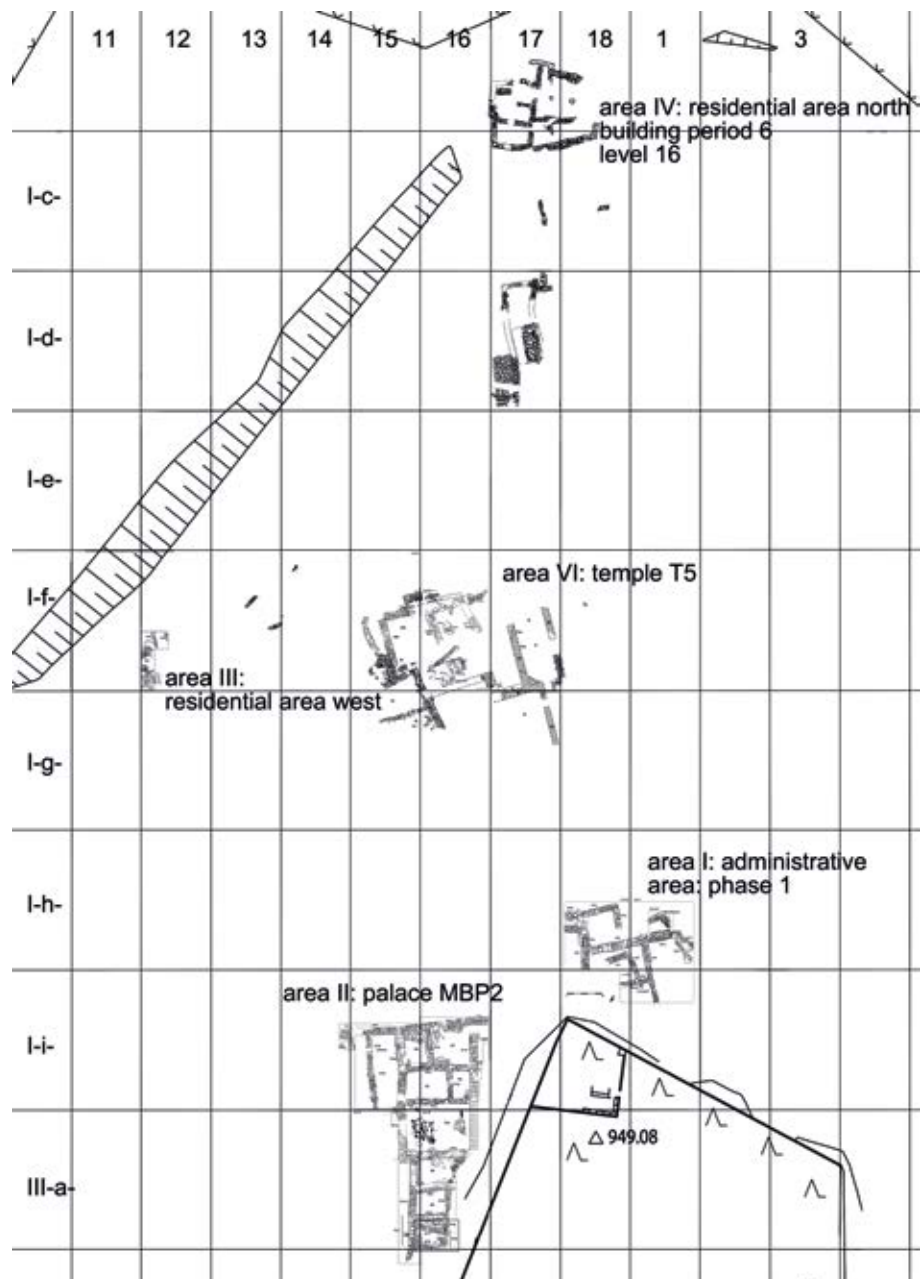 11 12 13 14 15 16 17 18 1 3
area IV: residential area north
building period 6
level 16
I-c-
I-d-
I-e-
area VI: temple T5
I-f-
area III:
residential area west
I-g-
area I: administrative
area: phase 1
I-h-
area II: palace MBP2
I-i-
949.08
III-a-